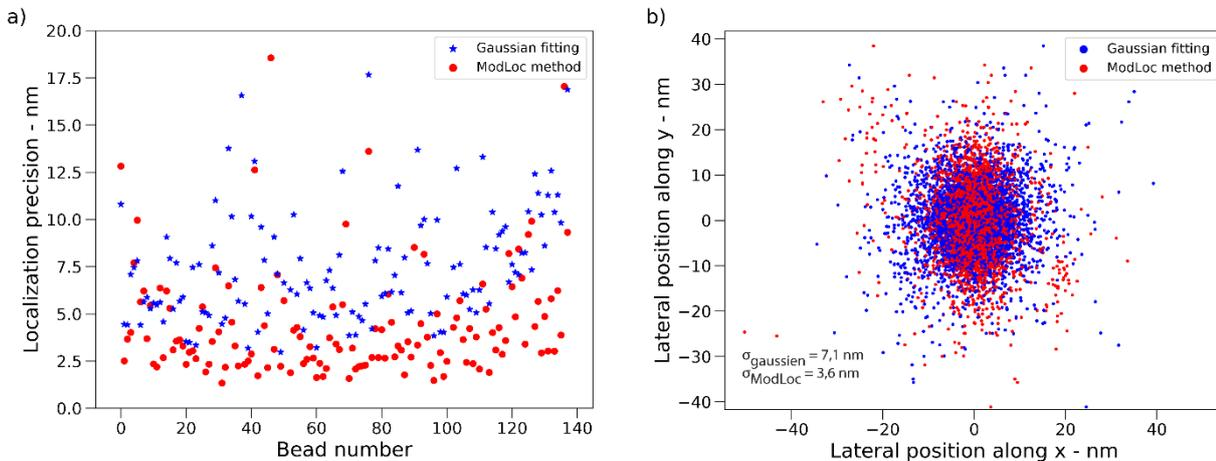 a)
Localization precision - nm
20.0
17.5
15.0
12.5
10.0
7.5
5.0
2.5
0.0
0 20 40 60 80 100 120 140
Bead number
Gaussian fitting
ModLoc method
b)
Lateral position along y - nm
40
30
20
10
0
−10
−20
−30
−40
−40 −20 0 20 40
Lateral position along x - nm
Gaussian fitting
ModLoc method
σgaussien = 7,1 nm
σModLoc = 3,6 nm